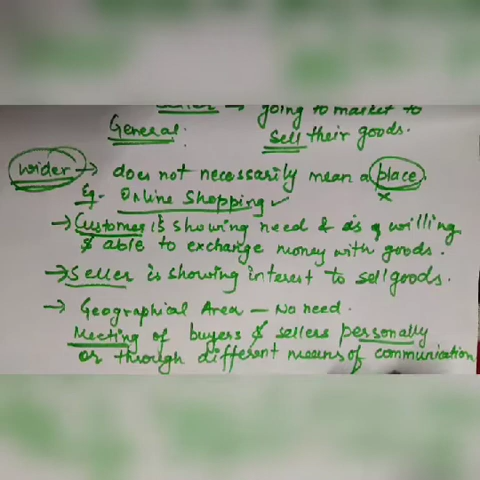 → going to market to
General: Sell their goods.
wider → does not necessarily mean a place.
Eg. Online Shopping ✓ x
→ Customer is showing need & is willing
& able to exchange money with goods.
→ Seller is showing interest to sell goods.
→ Geographical Area — No need.
Meeting of buyers & sellers personally
or through different means of communication